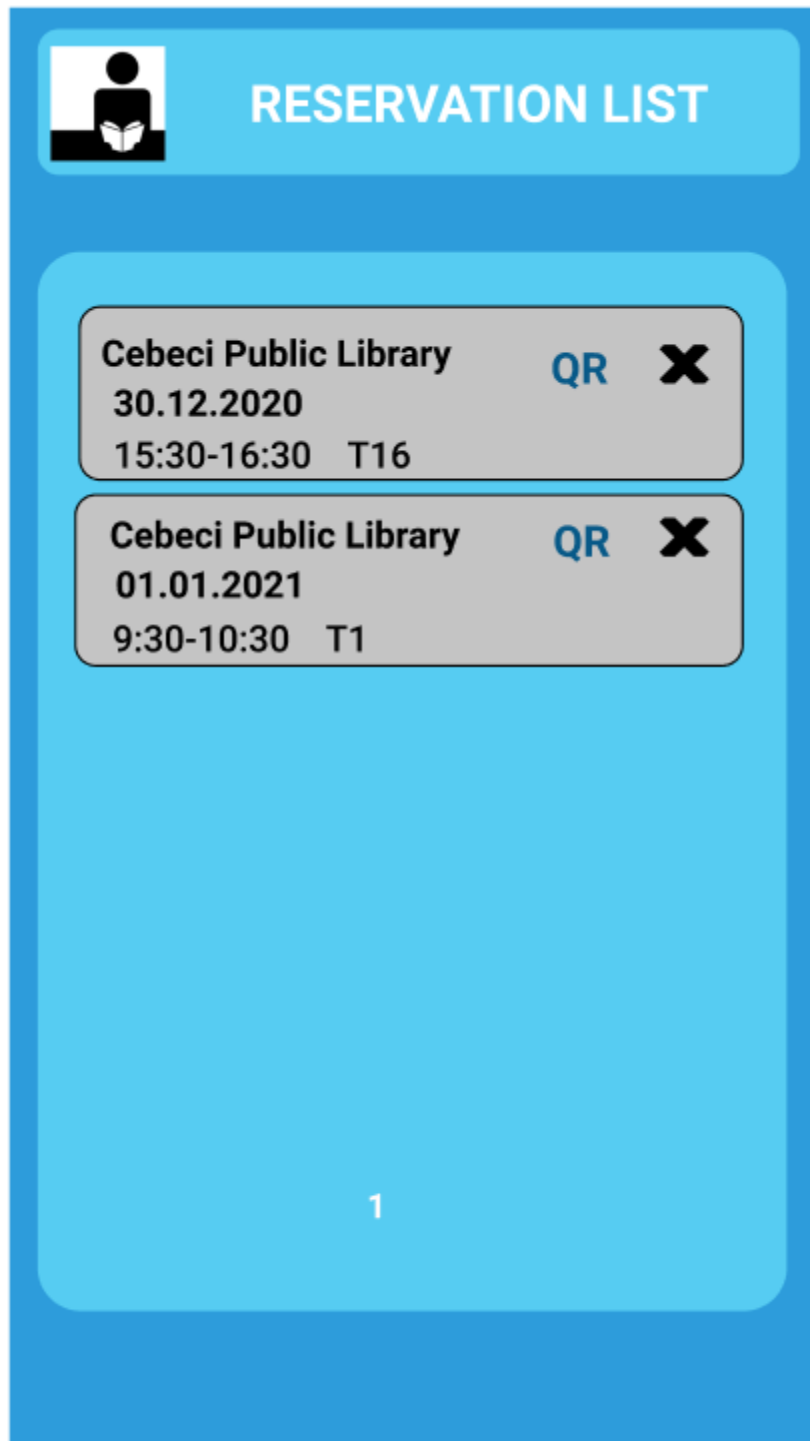 RESERVATION LIST
Cebeci Public Library
QR
30.12.2020
15:30-16:30 T16
Cebeci Public Library
QR
01.01.2021
9:30-10:30 T1
1